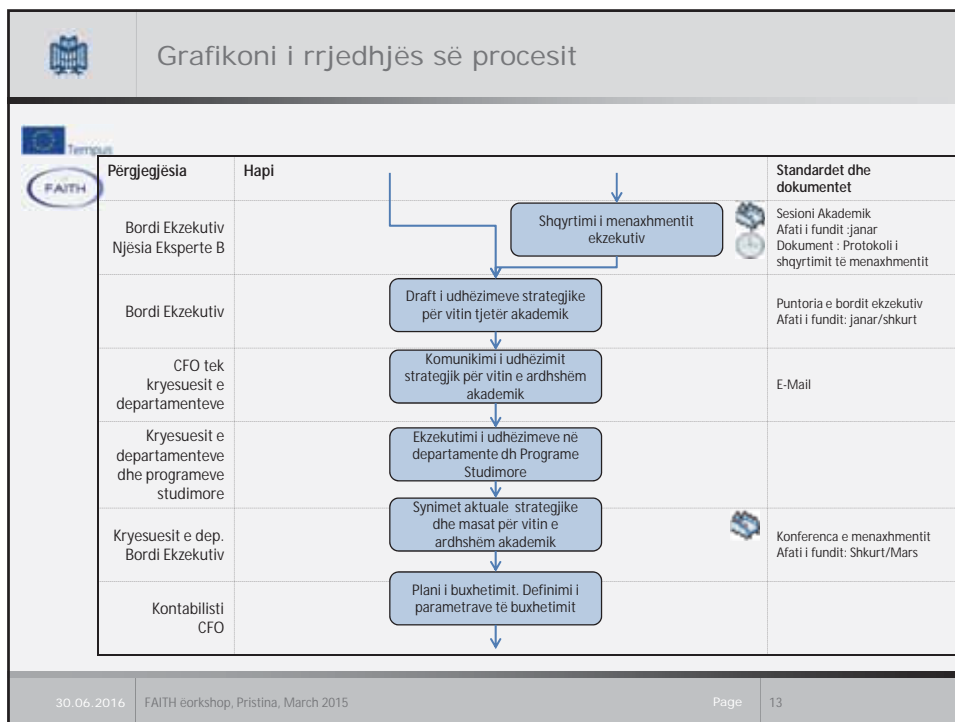 Grafikoni i rrjedhjës së procesit
Tempus
FAITH
Përgjegjësia
Hapi
Standardet dhe
dokumentet
Bordi Ekzekutiv
Njësia Eksperte B
Shqyrtimi i menaxhmentit
ekzekutiv
Sesioni Akademik
Afati i fundit :janar
Dokument : Protokoli i
shqyrtimit të menaxhmentit
Bordi Ekzekutiv
Draft i udhëzimeve strategjike
për vitin tjetër akademik
Puntoria e bordit ekzekutiv
Afati i fundit: janar/shkurt
CFO tek
kryesuesit e
departamenteve
Komunikimi i udhëzimit
strategjik për vitin e ardhshëm
akademik
E-Mail
Kryesuesit e
departamenteve
dhe programeve
studimore
Ekzekutimi i udhëzimeve në
departamente dh Programe
Studimore
Kryesuesit e dep.
Bordi Ekzekutiv
Synimet aktuale strategjike
dhe masat për vitin e
ardhshëm akademik
Konferenca e menaxhmentit
Afati i fundit: Shkurt/Mars
Kontabilisti
CFO
Plani i buxhetimit. Definimi i
parametrave të buxhetimit
30.06.2016
FAITH ëorkshop, Pristina, March 2015
Page
13